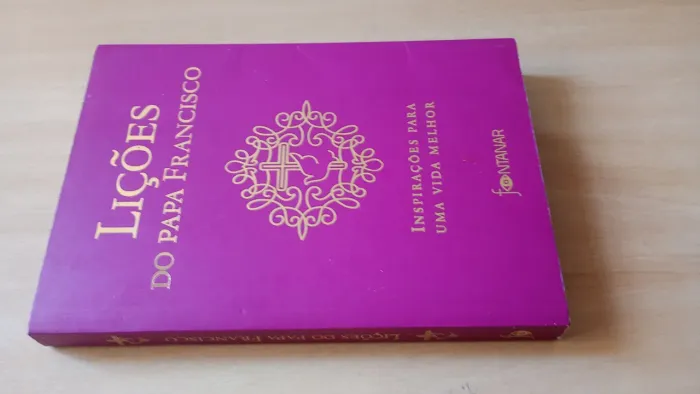 LIÇÕES
DO PAPA FRANCISCO
INSPIRAÇÕES PARA
UMA VIDA MELHOR
FONTANAR
LIÇÕES DO PAPA FRANCISCO